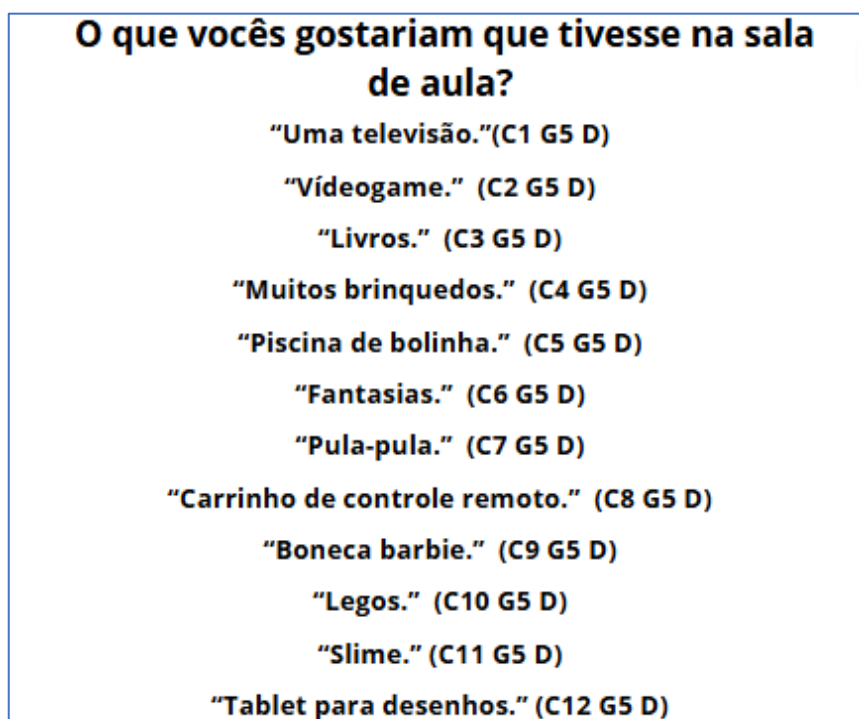 O que vocês gostariam que tivesse na sala
de aula?
“Uma televisão.”(C1 G5 D)
“Vídeogame.” (C2 G5 D)
“Livros.” (C3 G5 D)
“Muitos brinquedos.” (C4 G5 D)
“Piscina de bolinha.” (C5 G5 D)
“Fantasias.” (C6 G5 D)
“Pula-pula.” (C7 G5 D)
“Carrinho de controle remoto.” (C8 G5 D)
“Boneca barbie.” (C9 G5 D)
“Legos.” (C10 G5 D)
“Slime.” (C11 G5 D)
“Tablet para desenhos.” (C12 G5 D)